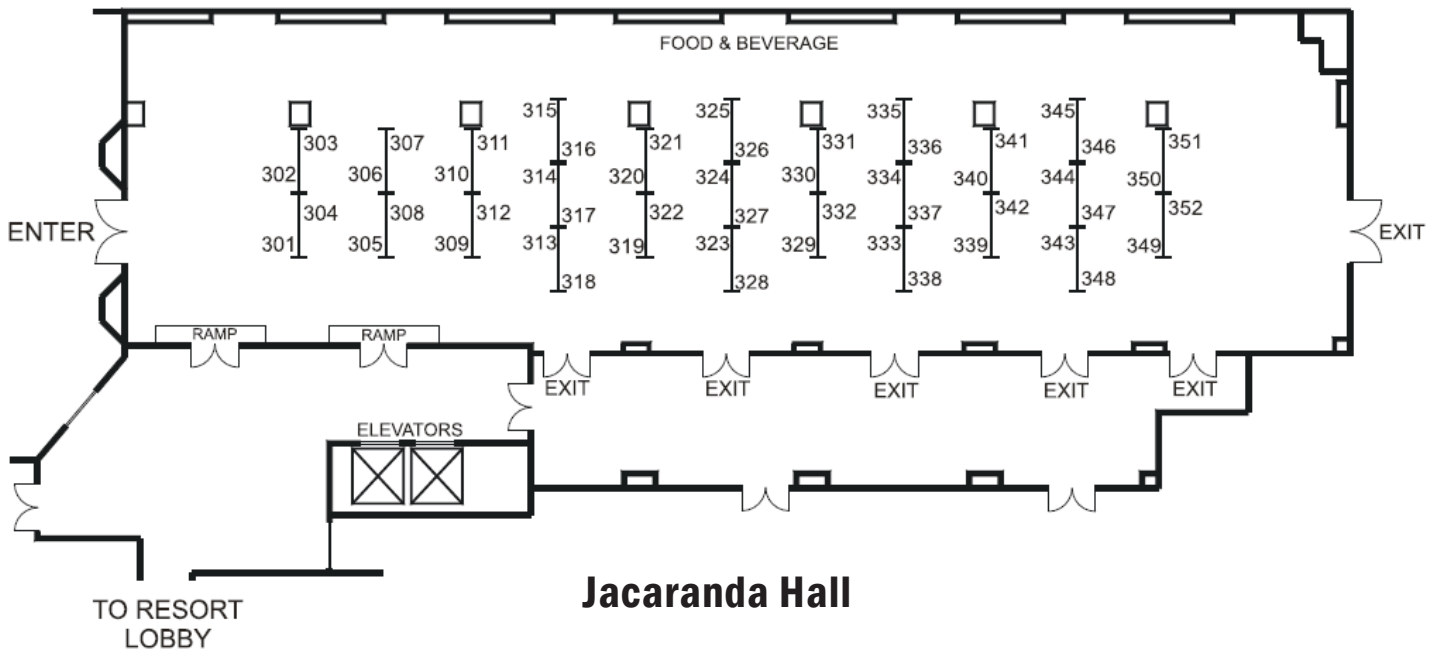 FOOD & BEVERAGE
315 325 335 345
303 307 311 321 331 341 351
316 326 336 346
302 306 310 314 320 324 330 334 340 344 350
304 308 312 317 322 327 332 337 342 347 352
ENTER
EXIT
301 305 309 313 319 323 329 333 339 343 349
318 328 338 348
RAMP RAMP
EXIT EXIT EXIT EXIT EXIT
ELEVATORS
Jacaranda Hall
TO RESORT
LOBBY